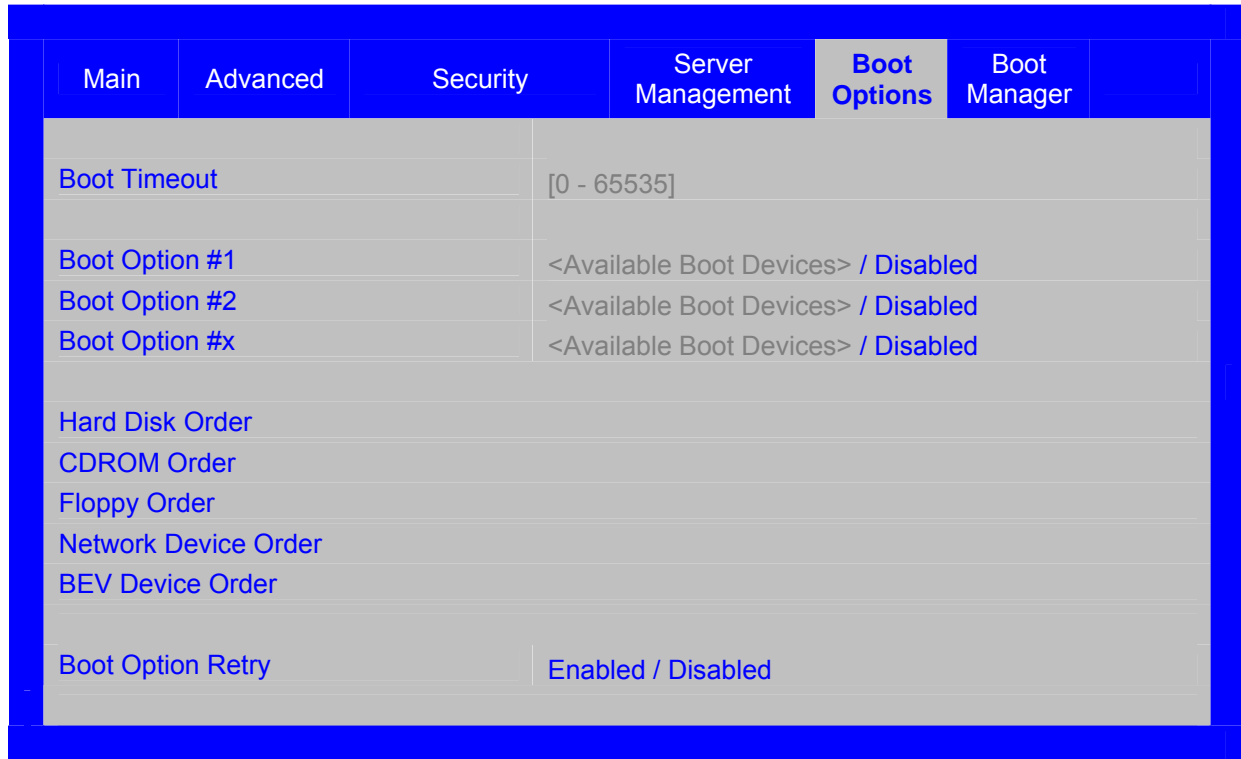 Main Advanced Security Server Management Boot Options Boot Manager
Boot Timeout [0 - 65535]
Boot Option #1 <Available Boot Devices> / Disabled
Boot Option #2 <Available Boot Devices> / Disabled
Boot Option #x <Available Boot Devices> / Disabled
Hard Disk Order
CDROM Order
Floppy Order
Network Device Order
BEV Device Order
Boot Option Retry Enabled / Disabled